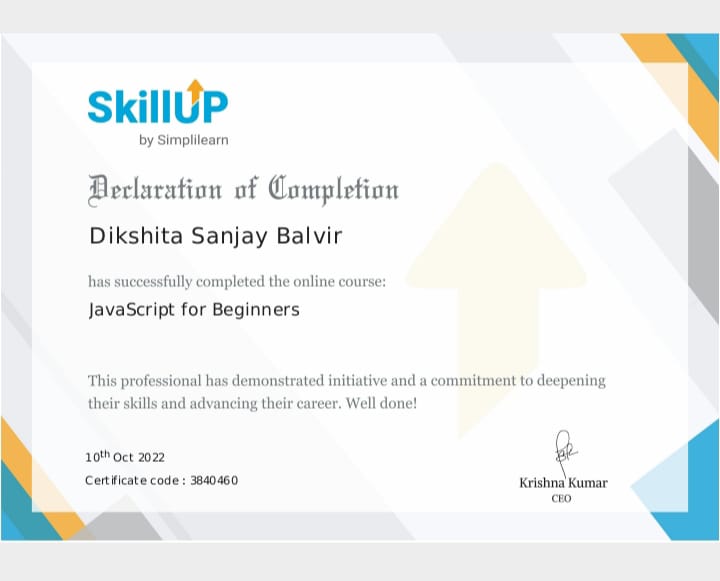 SkillUP
by Simplilearn
Declaration of Completion
Dikshita Sanjay Balvir
has successfully completed the online course:
JavaScript for Beginners
This professional has demonstrated initiative and a commitment to deepening
their skills and advancing their career. Well done!
10th Oct 2022
Certificate code : 3840460
Krishna Kumar
CEO